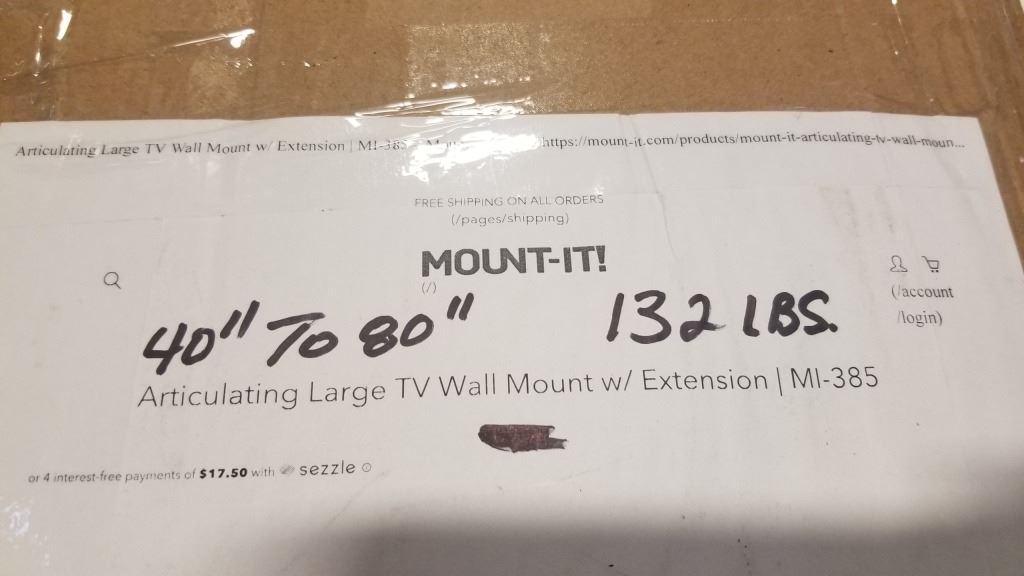 Articulating Large TV Wall Mount w/ Extension | MI-385 https://mount-it.com/products/mount-it-articulating-tv-wall-moun...
FREE SHIPPING ON ALL ORDERS
(/pages/shipping)
MOUNT-IT!
(/)
(/account
/login)
40" To 80" 132 LBS.
Articulating Large TV Wall Mount w/ Extension | MI-385
or 4 interest-free payments of $17.50 with sezzle